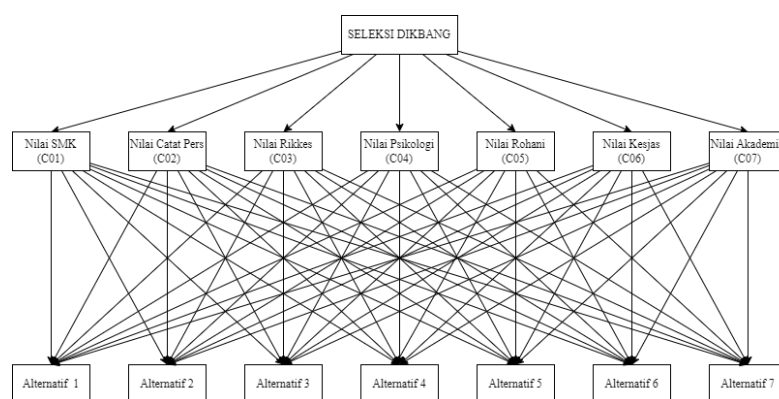 SELEKSI DIKBANG
Nilai SMK
(C01)
Nilai Catat Pers
(C02)
Nilai Rikkes
(C03)
Nilai Psikologi
(C04)
Nilai Rohani
(C05)
Nilai Kesjas
(C06)
Nilai Akademi
(C07)
Alternatif 1
Alternatif 2
Alternatif 3
Alternatif 4
Alternatif 5
Alternatif 6
Alternatif 7